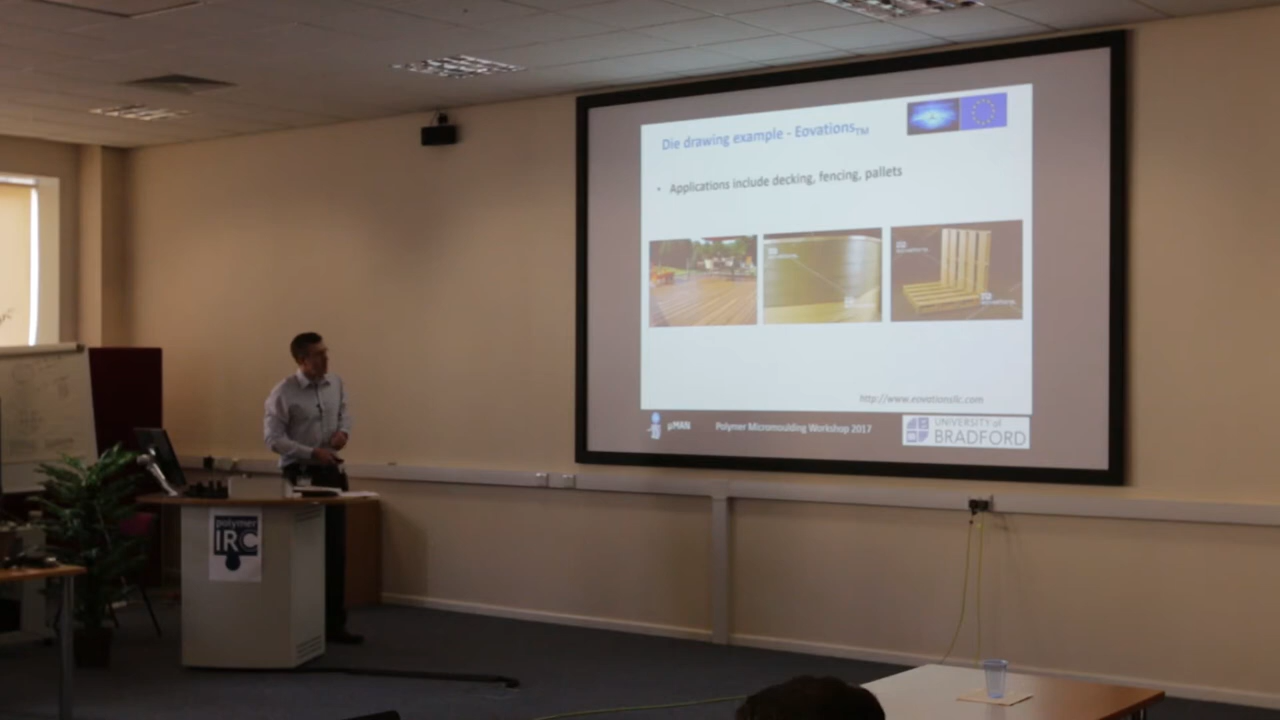 Die drawing example - Eovations™
• Applications include decking, fencing, pallets
http://www.eovationsllc.com
µMAN
Polymer Micromoulding Workshop 2017
UNIVERSITY of
BRADFORD
polymer
IRC